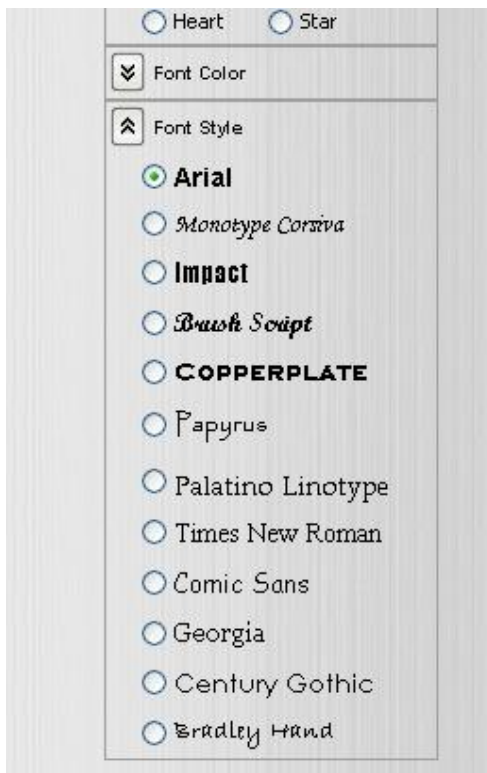 Heart Star
Font Color
Font Style
Arial
Monotype Corsiva
Impact
Brush Script
COPPERPLATE
Papyrus
Palatino Linotype
Times New Roman
Comic Sans
Georgia
Century Gothic
Bradley Hand